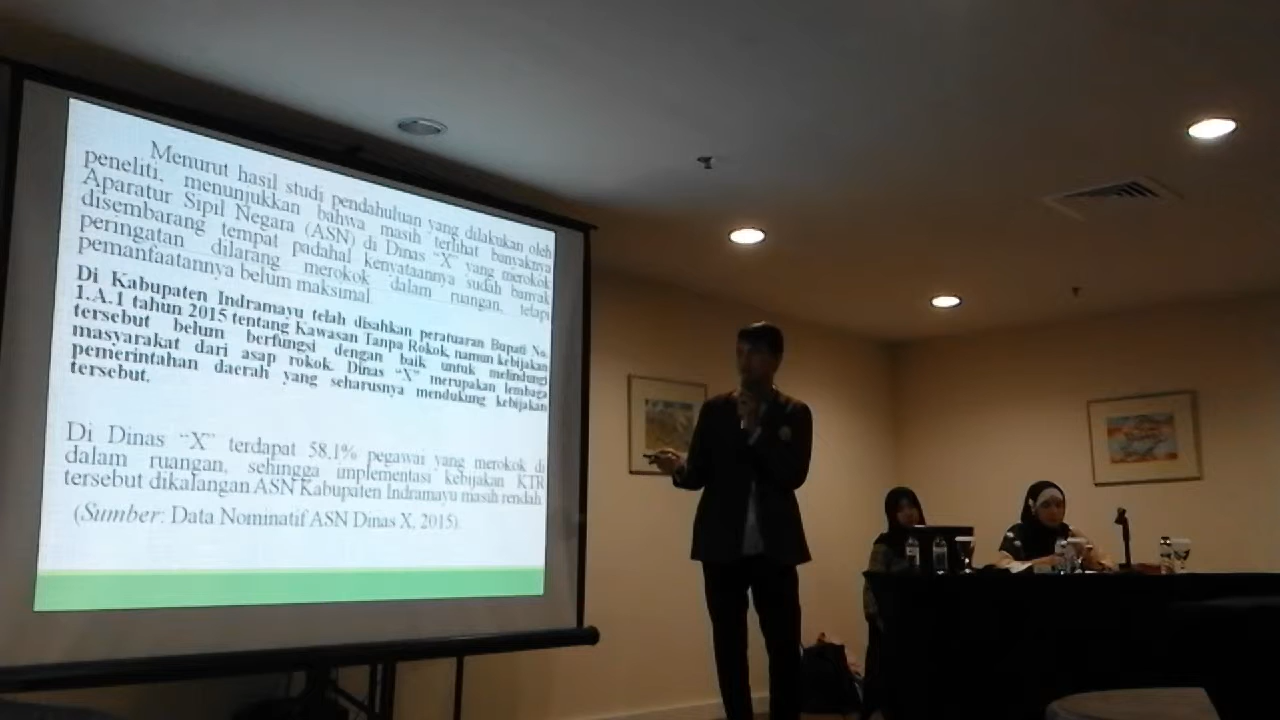 Menurut hasil studi pendahuluan yang dilakukan oleh
peneliti, menunjukkan bahwa masih terlihat banyaknya
Aparatur Sipil Negara (ASN) di Dinas “X” yang merokok
disembarang tempat padahal kenyataannya sudah banyak
peringatan dilarang merokok dalam ruangan, tetapi
pemanfaatannya belum maksimal
Di Kabupaten Indramayu telah disahkan peratuaran Bupati No.
1.A.1 tahun 2015 tentang Kawasan Tanpa Rokok, namun kebijakan
tersebut belum berfungsi dengan baik untuk melindungi
masyarakat dari asap rokok. Dinas “X” merupakan lembaga
pemerintahan daerah yang seharusnya mendukung kebijakan
tersebut.
Di Dinas “X” terdapat 58.1% pegawai yang merokok di
dalam ruangan, sehingga implementasi kebijakan KTR
tersebut dikalangan ASN Kabupaten Indramayu masih rendah.
(Sumber: Data Nominatif ASN Dinas X, 2015).